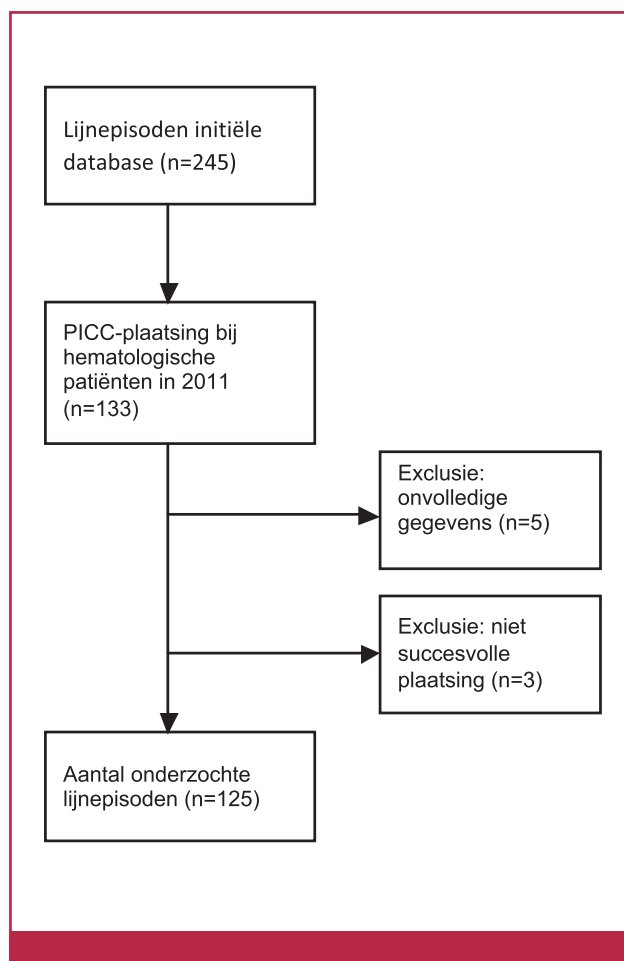 Lijnepisoden initiële
database (n=245)
PICC-plaatsing bij
hematologische
patiënten in 2011
(n=133)
Exclusie:
onvolledige
gegevens (n=5)
Exclusie: niet
succesvolle
plaatsing (n=3)
Aantal onderzochte
lijnepisoden (n=125)